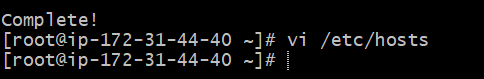 Complete!
[root@ip-172-31-44-40 ~]# vi /etc/hosts
[root@ip-172-31-44-40 ~]#